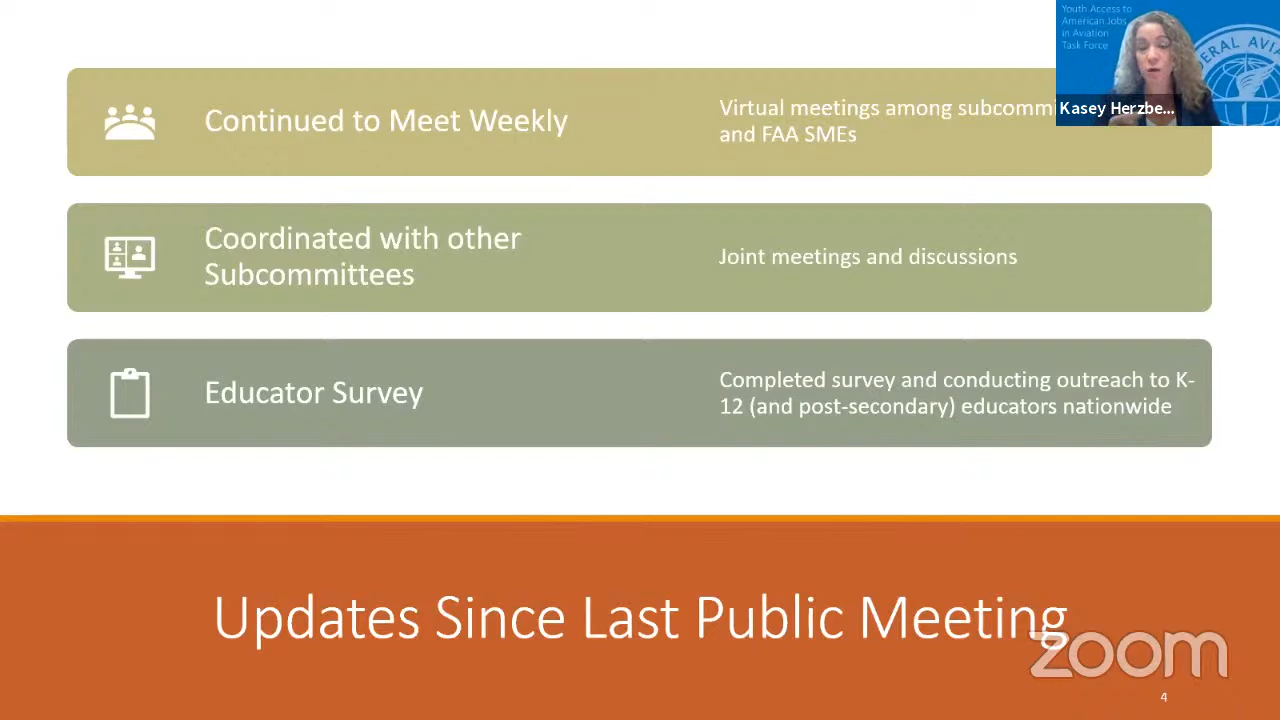 Youth Access to
American Jobs
in Aviation
Task Force
Kasey Herzbe...
Continued to Meet Weekly
Virtual meetings among
and FAA SMEs
Coordinated with other
Subcommittees
Joint meetings and discussions
Educator Survey
Completed survey and conducting outreach to K-
12 (and post-secondary) educators nationwide
Updates Since Last Public Meeting
zoom
4